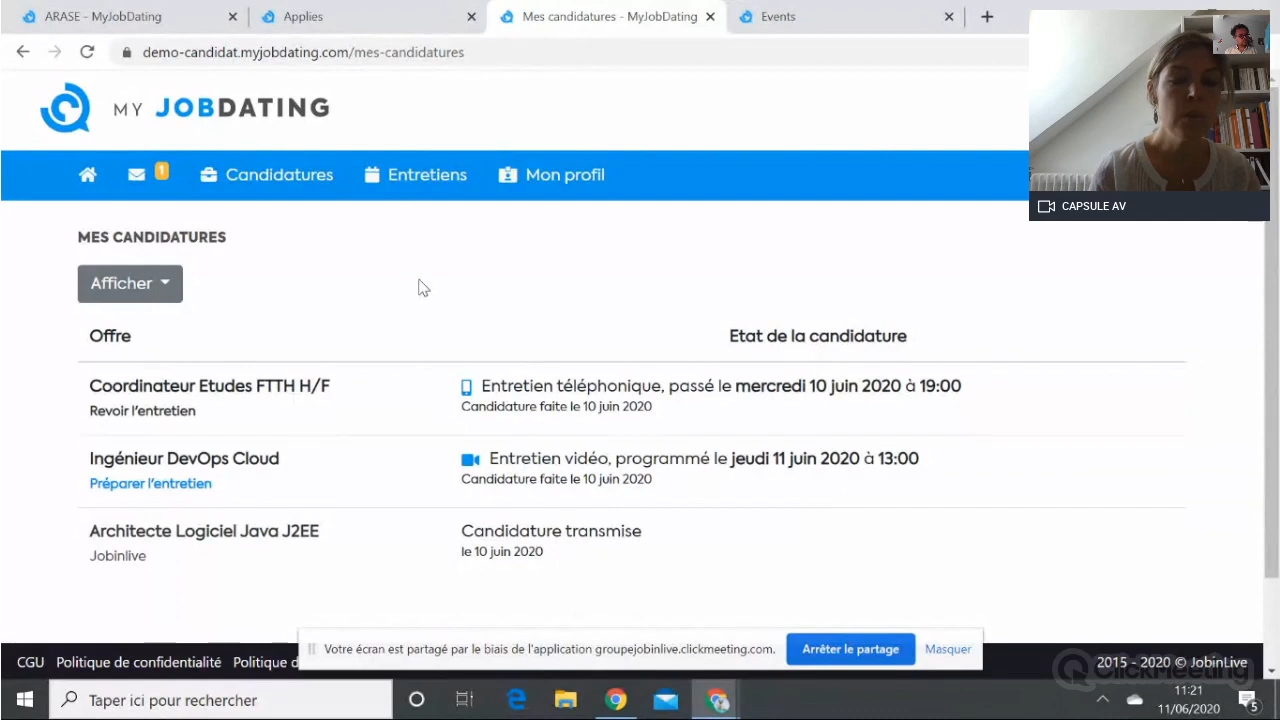 ARASE - MyJobDating
Applies
Mes candidatures - MyJobDating
Events
demo-candidat.myjobdating.com/mes-candidatures
MY JOBDATING
CAPSULE AV
1
Candidatures
Entretiens
Mon profil
MES CANDIDATURES
Afficher
Offre
Etat de la candidature
Coordinateur Etudes FTTH H/F
Entretien téléphonique, passé le mercredi 10 juin 2020 à 19:00
Revoir l'entretien
Candidature faite le 10 juin 2020
Ingénieur DevOps Cloud
Entretien vidéo, programmé le jeudi 11 juin 2020 à 13:00
Préparer l'entretien
Candidature faite le 10 juin 2020
Architecte Logiciel Java J2EE
Candidature transmise
Jobinlive
le 10 juin 2020
Votre écran est partagé par le biais de l'application groupejobinlive.clickmeeting.com.
Arrêter le partage
Masquer
CGU
Politique de confidentialité
Politique d
2015 - 2020 © JobinLive
ClickMeeting
Taper ici pour rechercher
11:21
11/06/2020
5